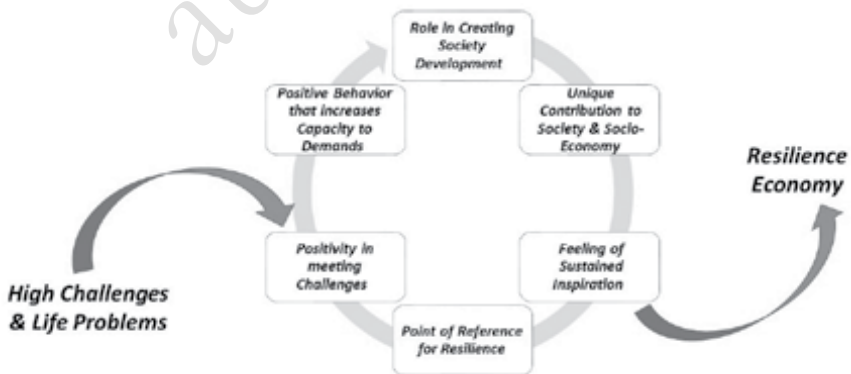 Role in Creating
Society
Development
Positive Behavior
that increases
Capacity to
Demands
Unique
Contribution to
Society & Socio-
Economy
Resilience
Economy
Positivity in
meeting
Challenges
Feeling of
Sustained
Inspiration
High Challenges
& Life Problems
Point of Reference
for Resilience